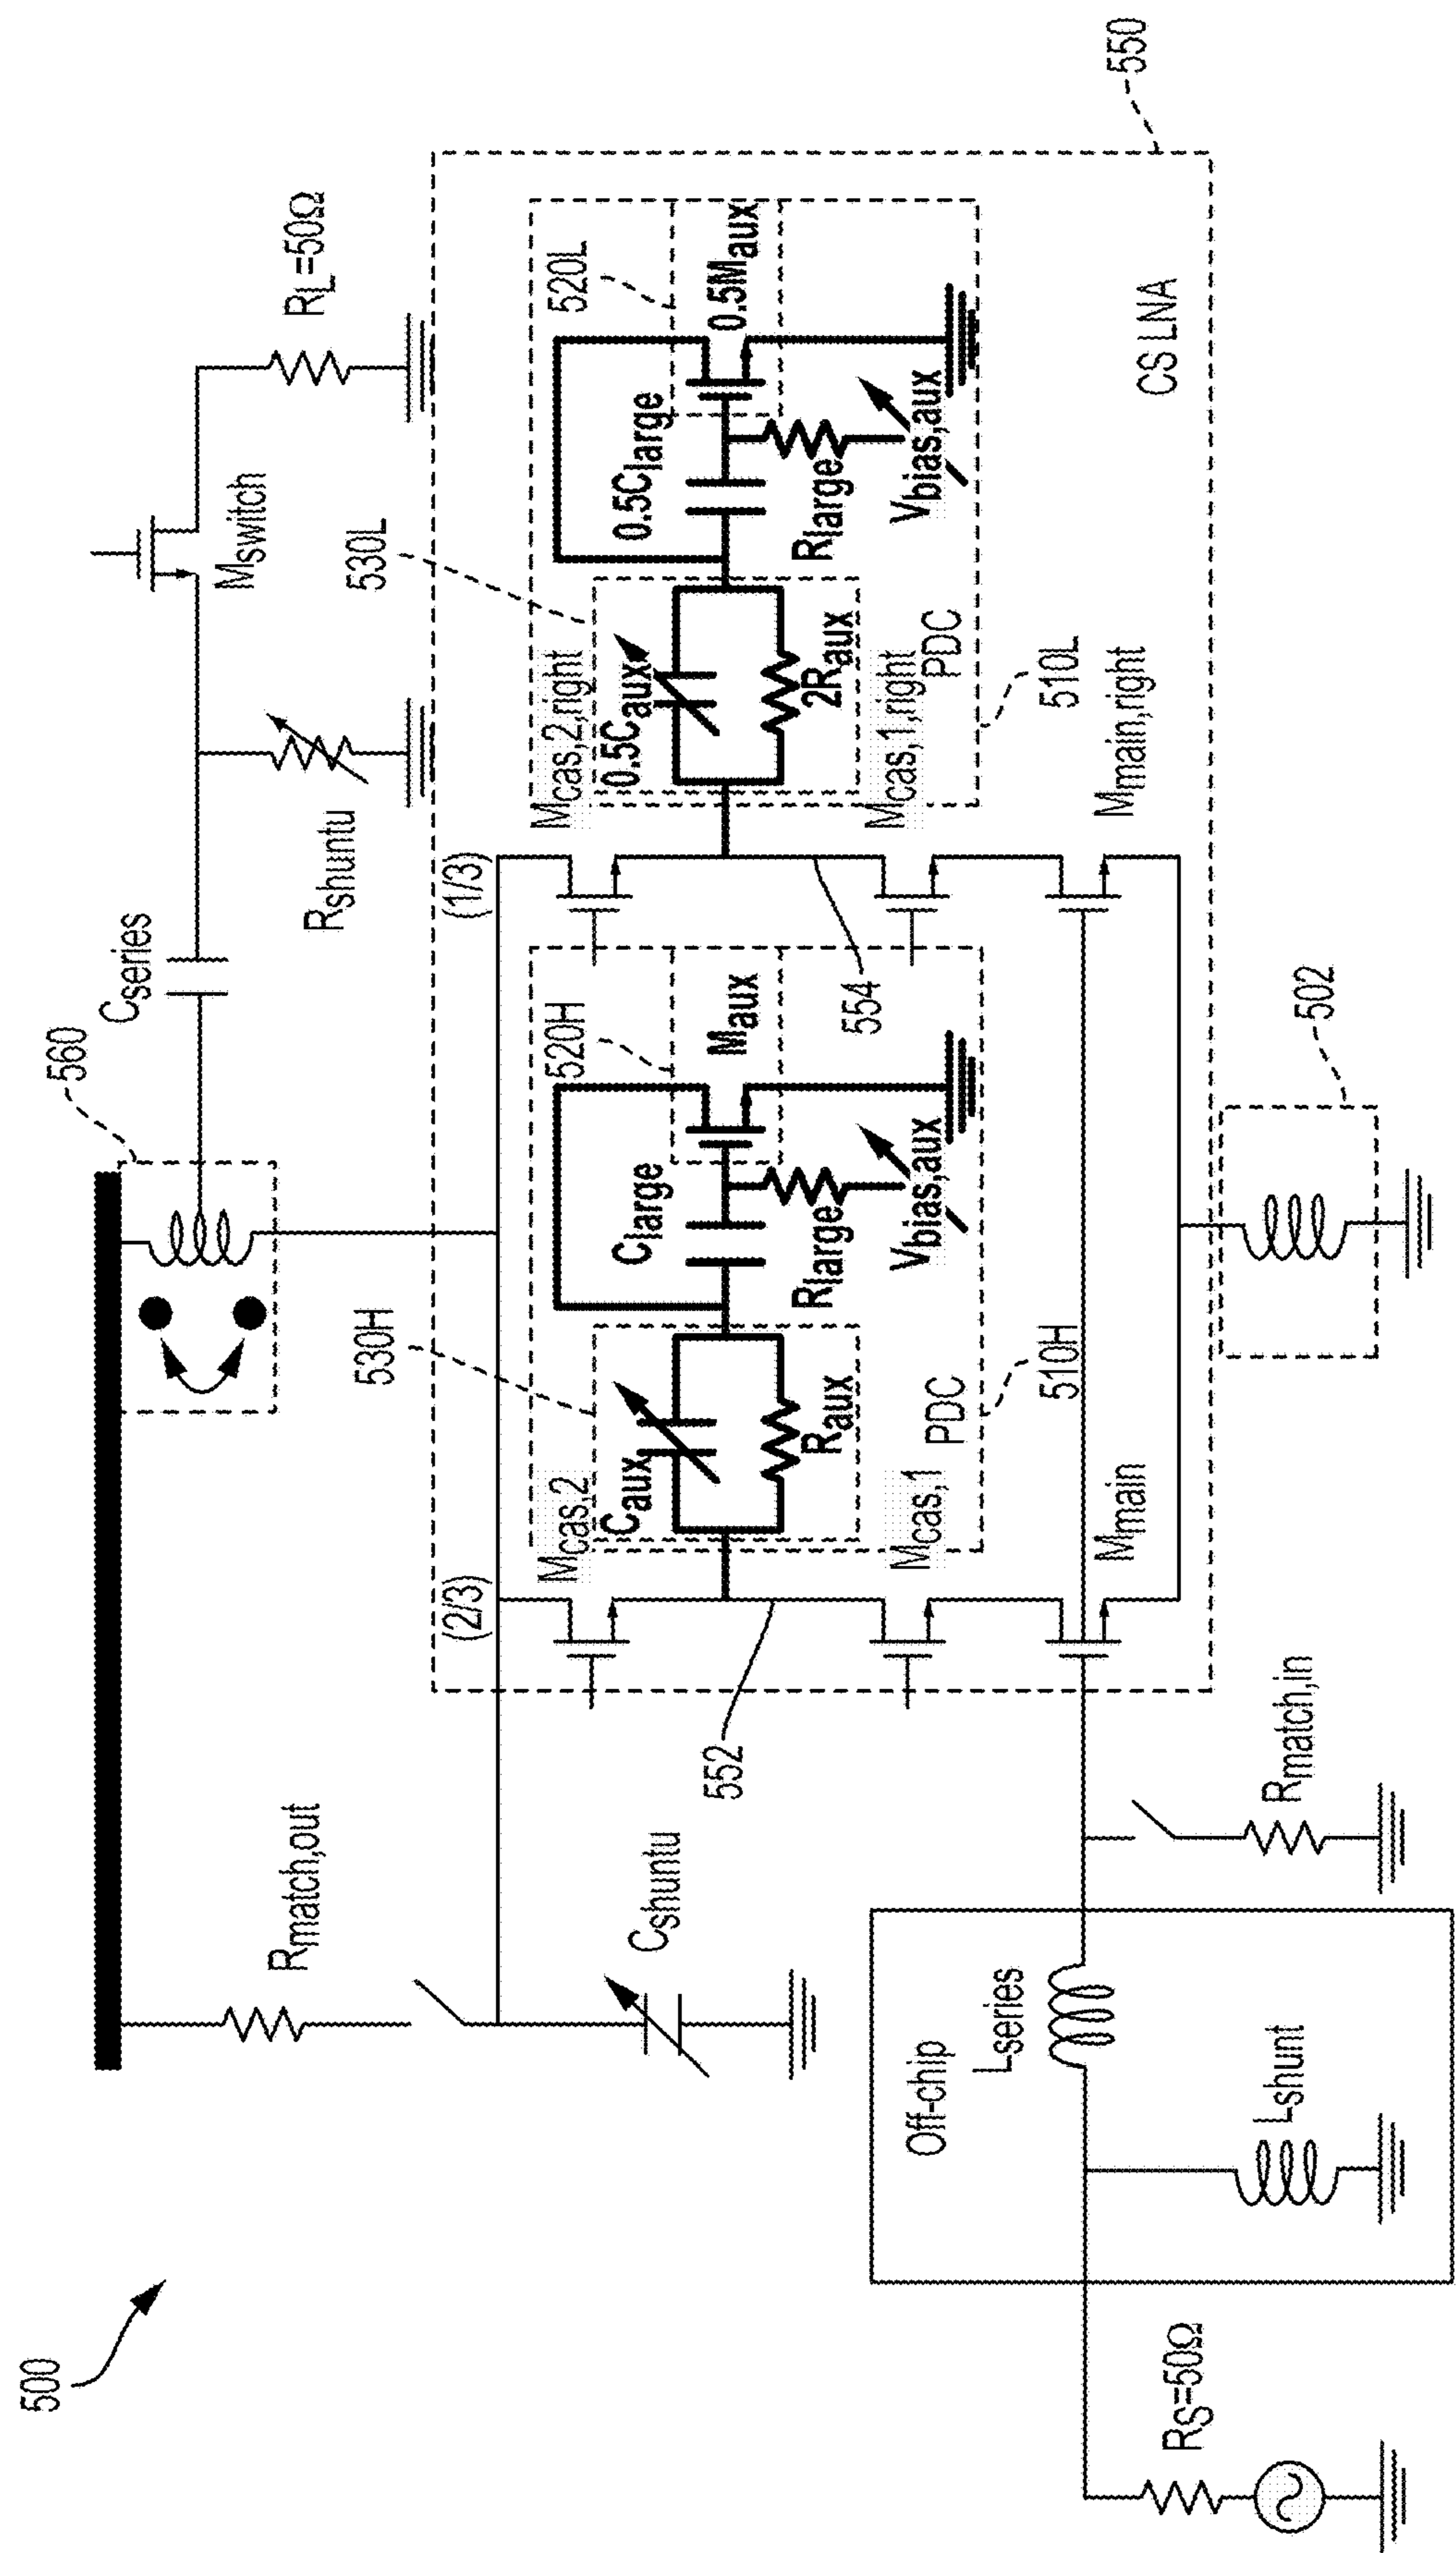 500
560
Cseries
Mswitch
RL=50Ω
Rshuntu
Rmatch,out
Cshuntu
550
CS LNA
(2/3)
(1/3)
530H
520H
530L
520L
Mcas,2
Caux
Raux
Clarge
Rlarge
Maux
Vbias,aux
Mcas,1
PDC
510H
Mmain
552
Mcas,2,right
0.5Caux
2Raux
0.5Clarge
Rlarge
0.5Maux
Vbias,aux
Mcas,1,right
PDC
510L
Mmain,right
554
502
Rmatch,in
Off-chip
Lseries
Lshunt
RS=50Ω